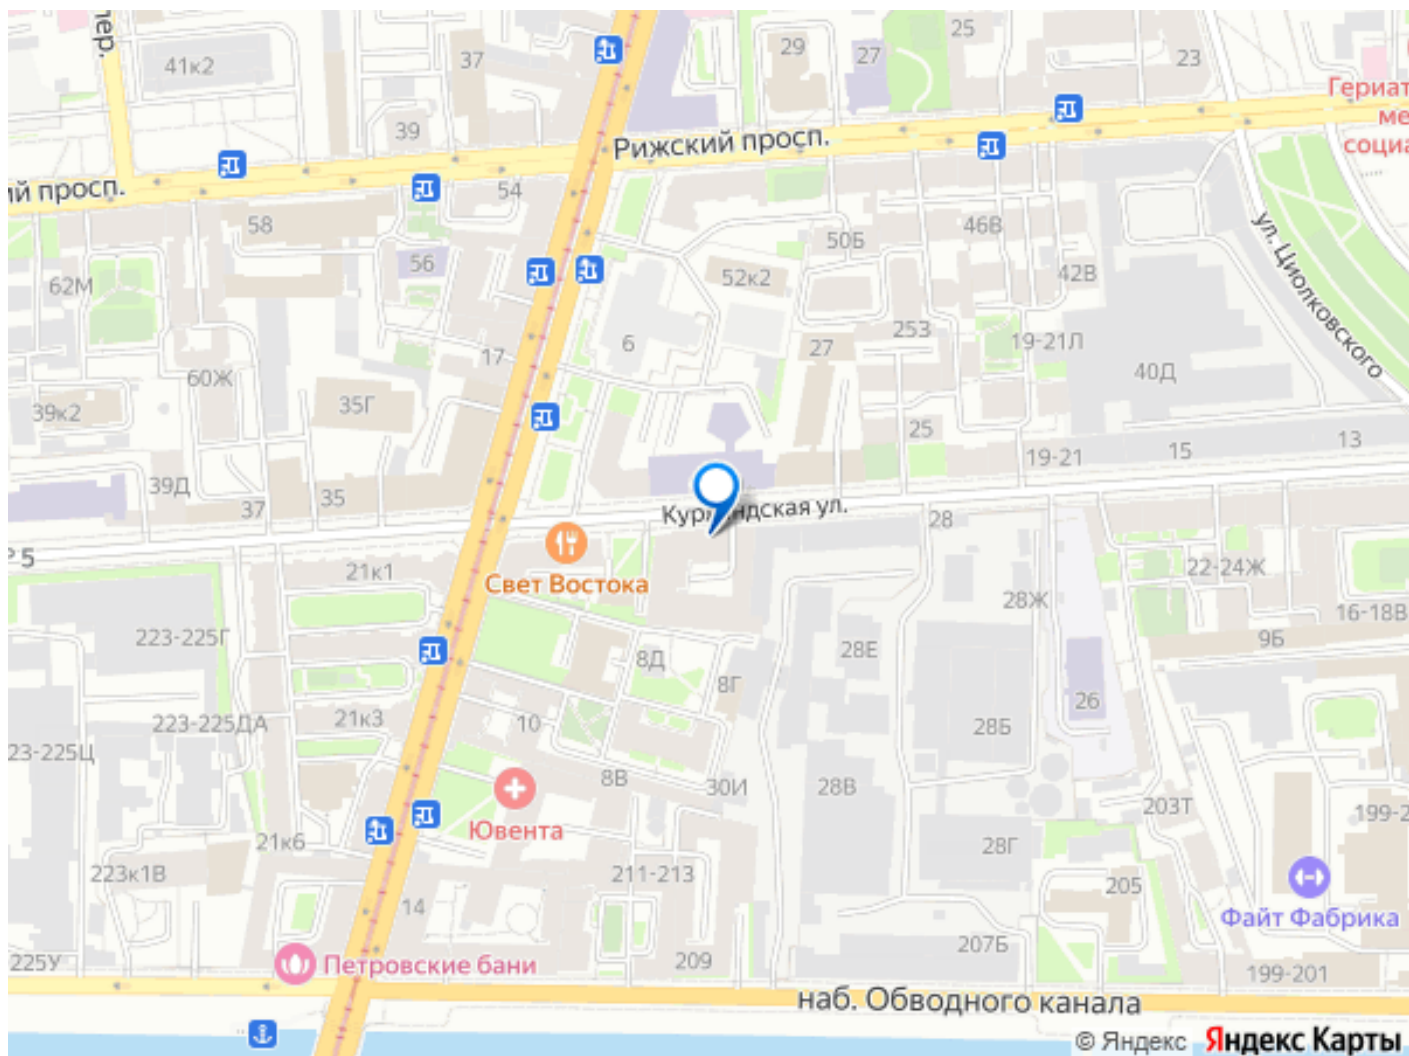 пер.
41к2
37
39
29
27
25
23
Гериат
ме
социа
Рижский просп.
ий просп.
54
58
56
62М
50Б
46В
52к2
42В
ул. Циолковского
6
253
27
19-21Л
17
60Ж
35Г
39к2
40Д
25
13
15
19-21
39Д
35
37
Курляндская ул.
28
Р 5
Свет Востока
21к1
22-24Ж
28Ж
16-18В
223-225Г
9Б
28Е
8Д
8Г
26
21к3
10
223-225ДА
28Б
23-225Ц
8В
30И
28В
203Т
199-2
Ювента
21к6
28Г
223к1В
211-213
205
14
Файт Фабрика
207Б
225У
Петровские бани
209
199-201
наб. Обводного канала
© Яндекс Яндекс Карты